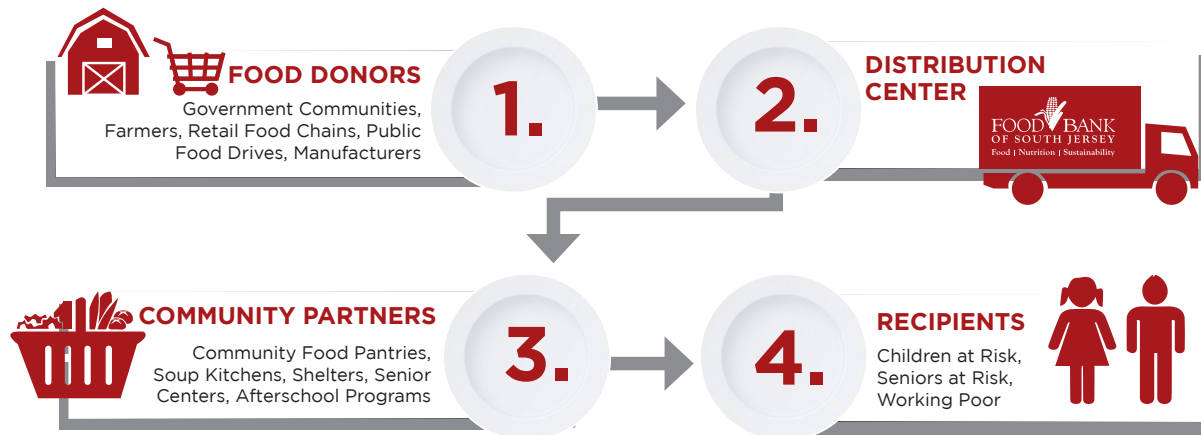 FOOD DONORS
Government Communities,
Farmers, Retail Food Chains, Public
Food Drives, Manufacturers
1.
2.
DISTRIBUTION
CENTER
FOOD BANK
OF SOUTH JERSEY
Food | Nutrition | Sustainability
COMMUNITY PARTNERS
Community Food Pantries,
Soup Kitchens, Shelters, Senior
Centers, Afterschool Programs
3.
4.
RECIPIENTS
Children at Risk,
Seniors at Risk,
Working Poor